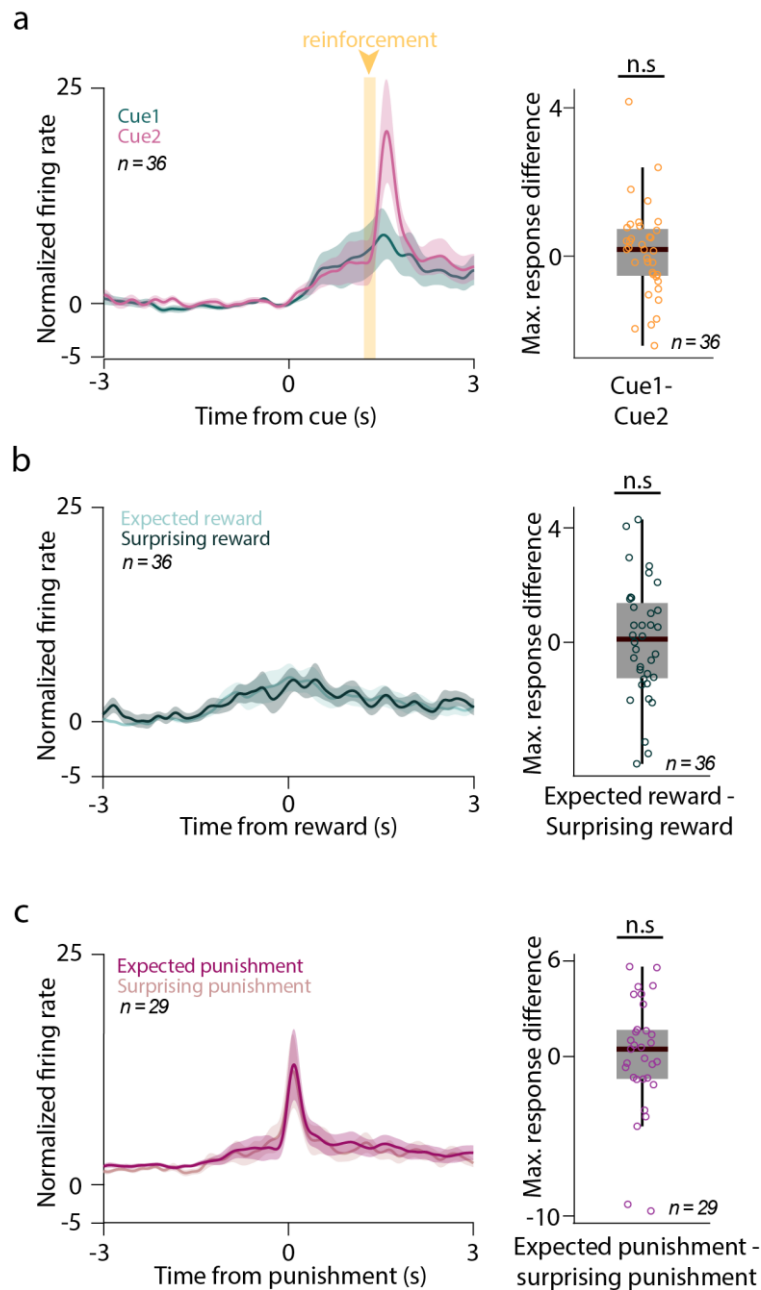 a
reinforcement
25
0
-5
Normalized firing rate
Cue1
Cue2
n = 36
-3
0
3
Time from cue (s)
n.s
4
0
Max. response difference
n = 36
Cue1-
Cue2
b
25
0
-5
Normalized firing rate
Expected reward
Surprising reward
n = 36
-3
0
3
Time from reward (s)
n.s
4
0
Max. response difference
n = 36
Expected reward -
Surprising reward
c
25
0
-5
Normalized firing rate
Expected punishment
Surprising punishment
n = 29
-3
0
3
Time from punishment (s)
n.s
6
0
-10
Max. response difference
n = 29
Expected punishment -
surprising punishment